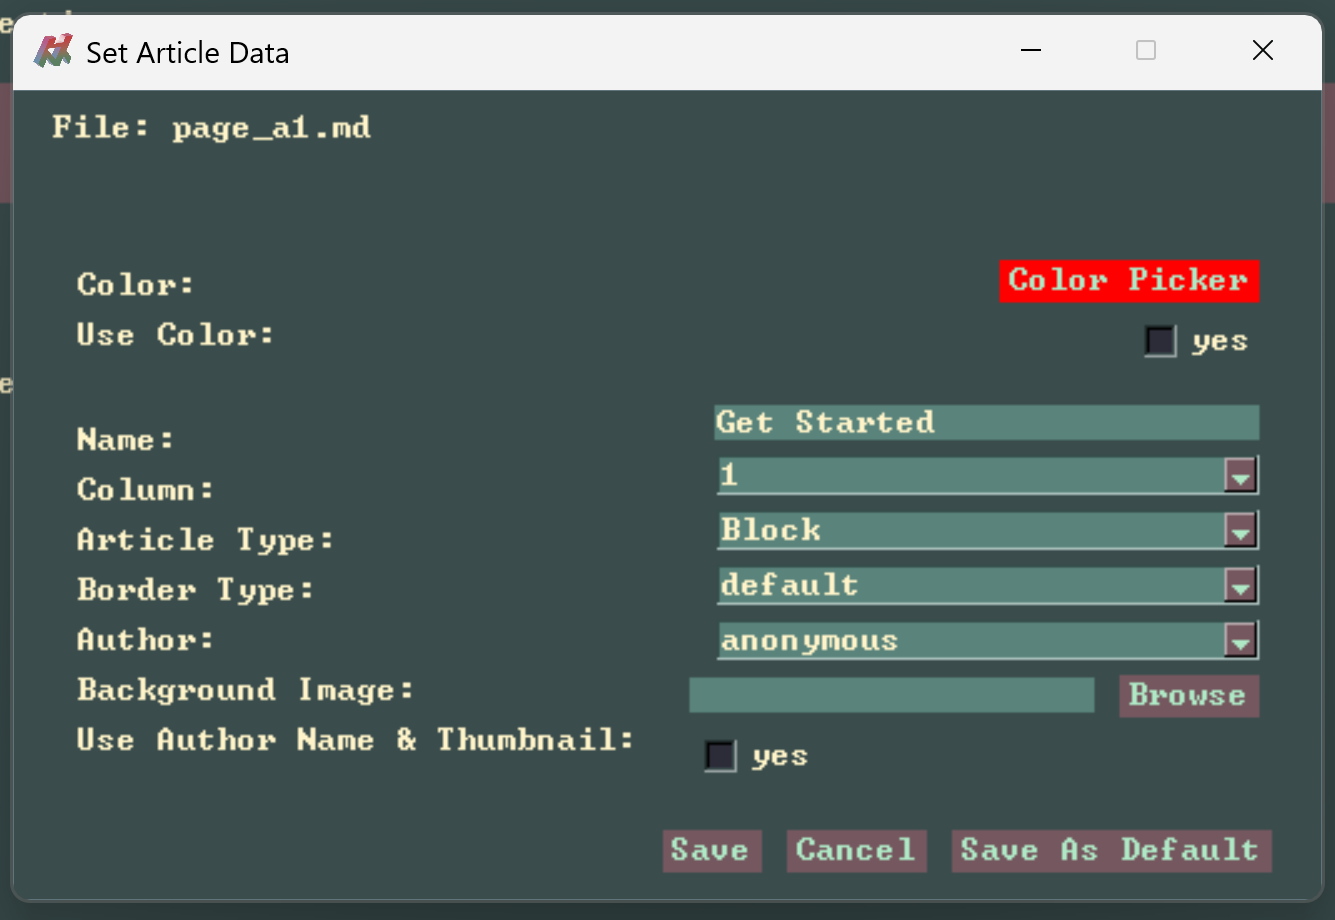 Set Article Data
File: page_a1.md
Color:
Color Picker
Use Color:
yes
Name:
Get Started
Column:
1
Article Type:
Block
Border Type:
default
Author:
anonymous
Background Image:
Browse
Use Author Name & Thumbnail:
yes
Save
Cancel
Save As Default